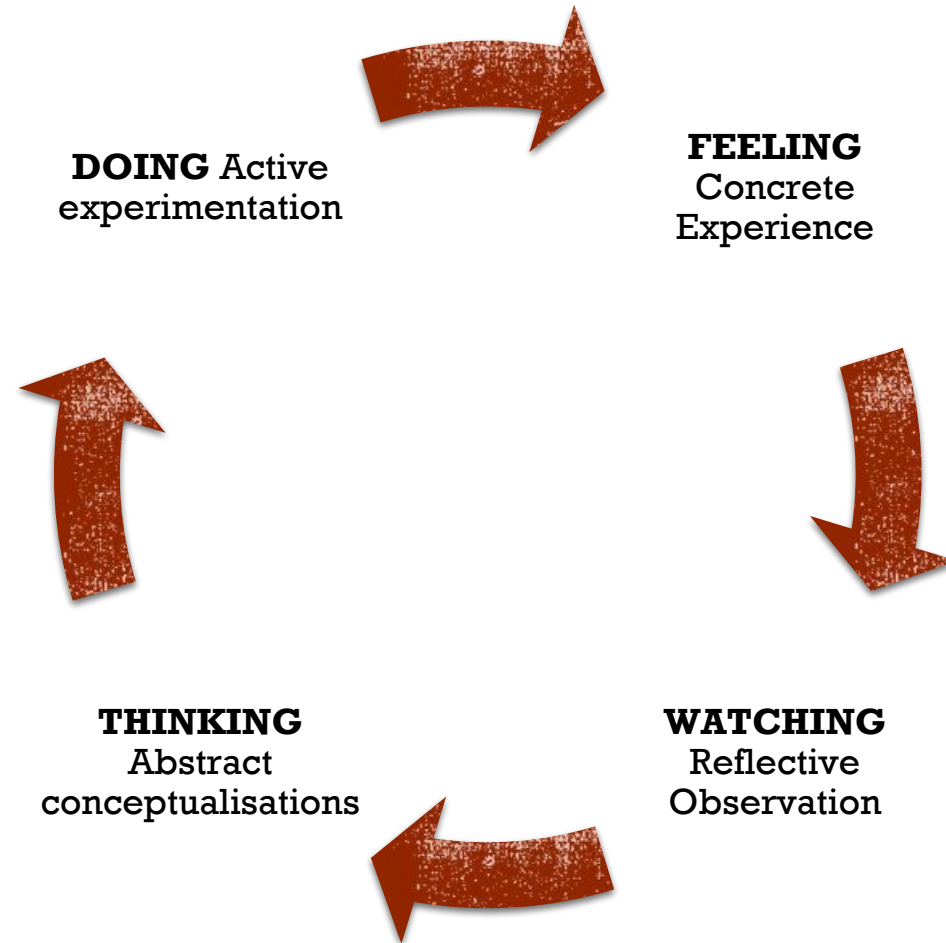 DOING Active
experimentation
FEELING
Concrete
Experience
THINKING
Abstract
conceptualisations
WATCHING
Reflective
Observation